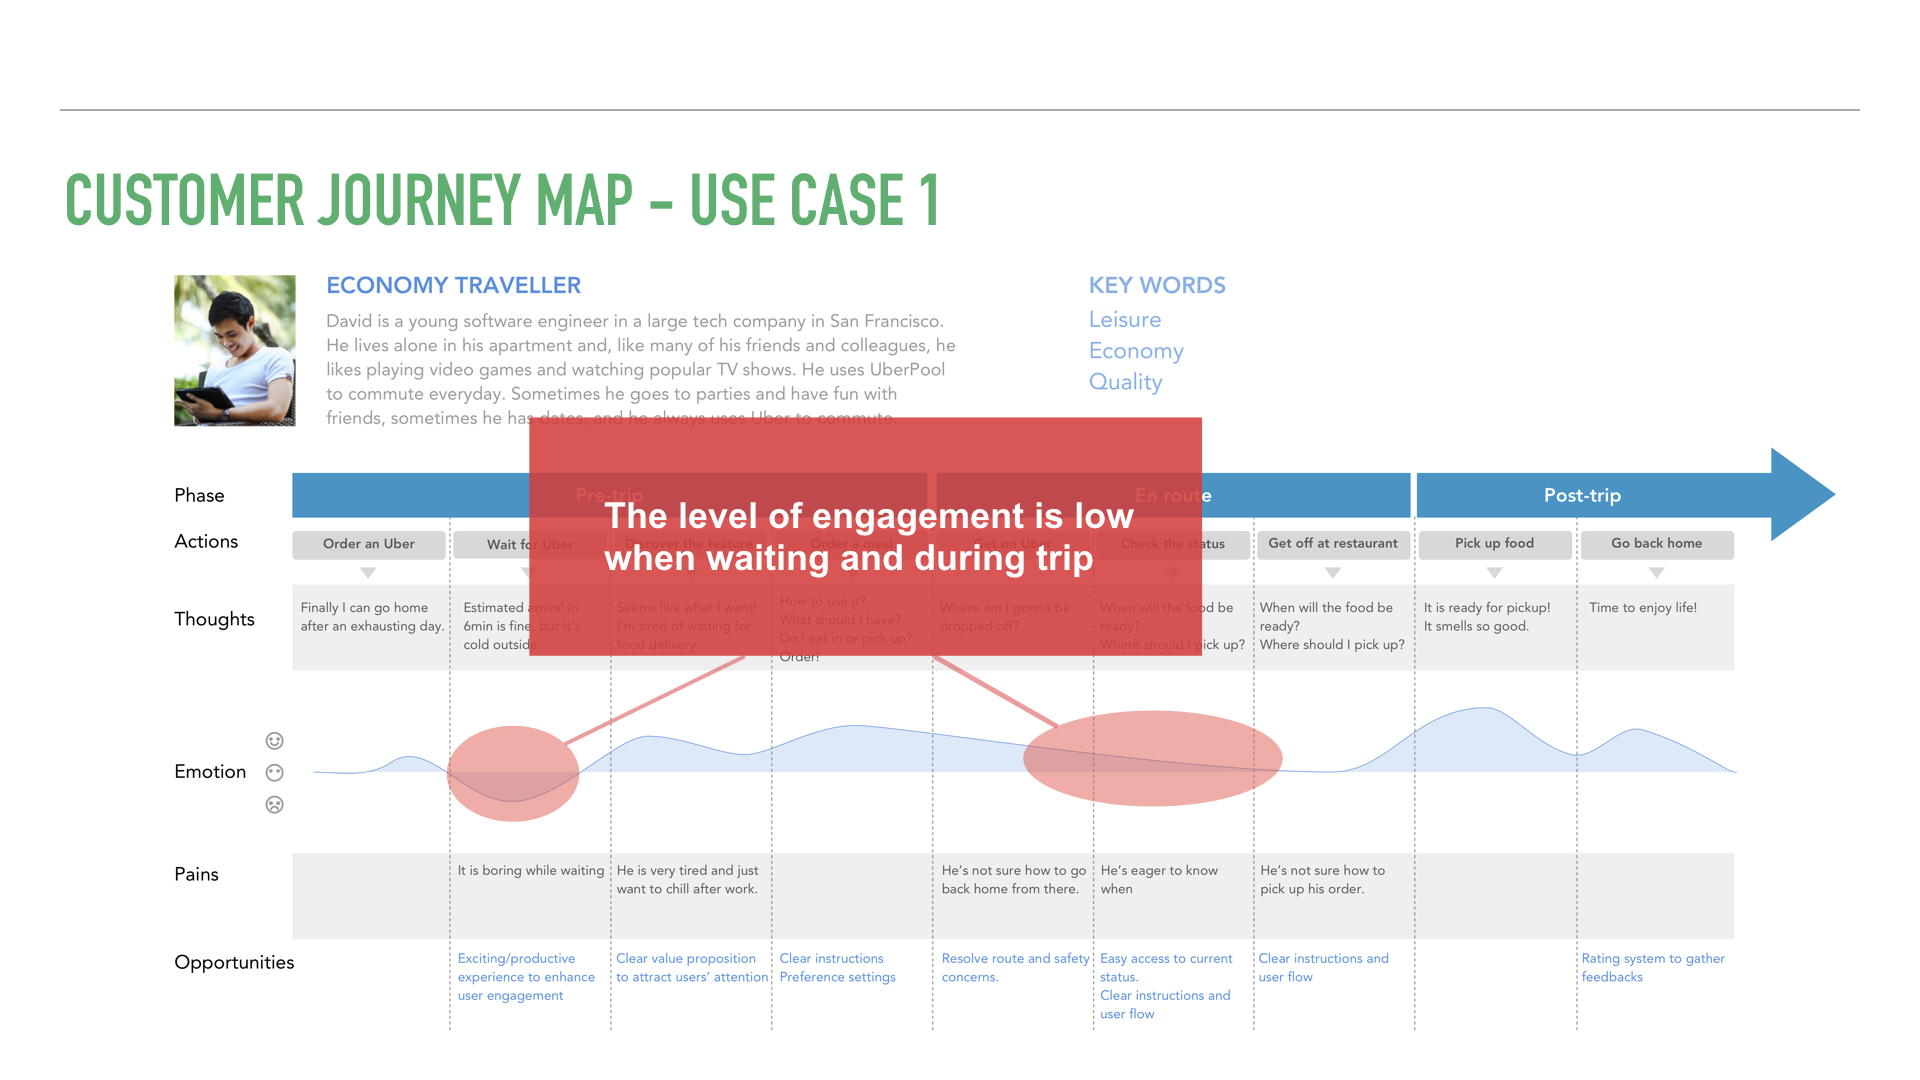 CUSTOMER JOURNEY MAP - USE CASE 1
ECONOMY TRAVELLER
David is a young software engineer in a large tech company in San Francisco.
He lives alone in his apartment and, like many of his friends and colleagues, he
likes playing video games and watching popular TV shows. He uses UberPool
to commute everyday. Sometimes he goes to parties and have fun with
friends, sometimes he has dates, and he always uses Uber to commute.
KEY WORDS
Leisure
Economy
Quality
The level of engagement is low
when waiting and during trip
Phase
Pre-trip
En route
Post-trip
Actions
Order an Uber
Wait for Uber
Discover the feature
Order a meal
Get on Uber
Check the status
Get off at restaurant
Pick up food
Go back home
Thoughts
Finally I can go home
after an exhausting day.
Estimated arrival in
6min is fine, but it's
cold outside.
Seems like what I want!
I'm tired of waiting for
food delivery.
How to use it?
What should I have?
Do I eat in or pick up?
Order!
Where am I gonna be
dropped off?
When will the food be
ready?
Where should I pick up?
When will the food be
ready?
Where should I pick up?
It is ready for pickup!
It smells so good.
Time to enjoy life!
Emotion
Pains
It is boring while waiting
He is very tired and just
want to chill after work.
He's not sure how to go
back home from there.
He's eager to know
when
He's not sure how to
pick up his order.
Opportunities
Exciting/productive
experience to enhance
user engagement
Clear value proposition
to attract users' attention
Clear instructions
Preference settings
Resolve route and safety
concerns.
Easy access to current
status.
Clear instructions and
user flow
Clear instructions and
user flow
Rating system to gather
feedbacks